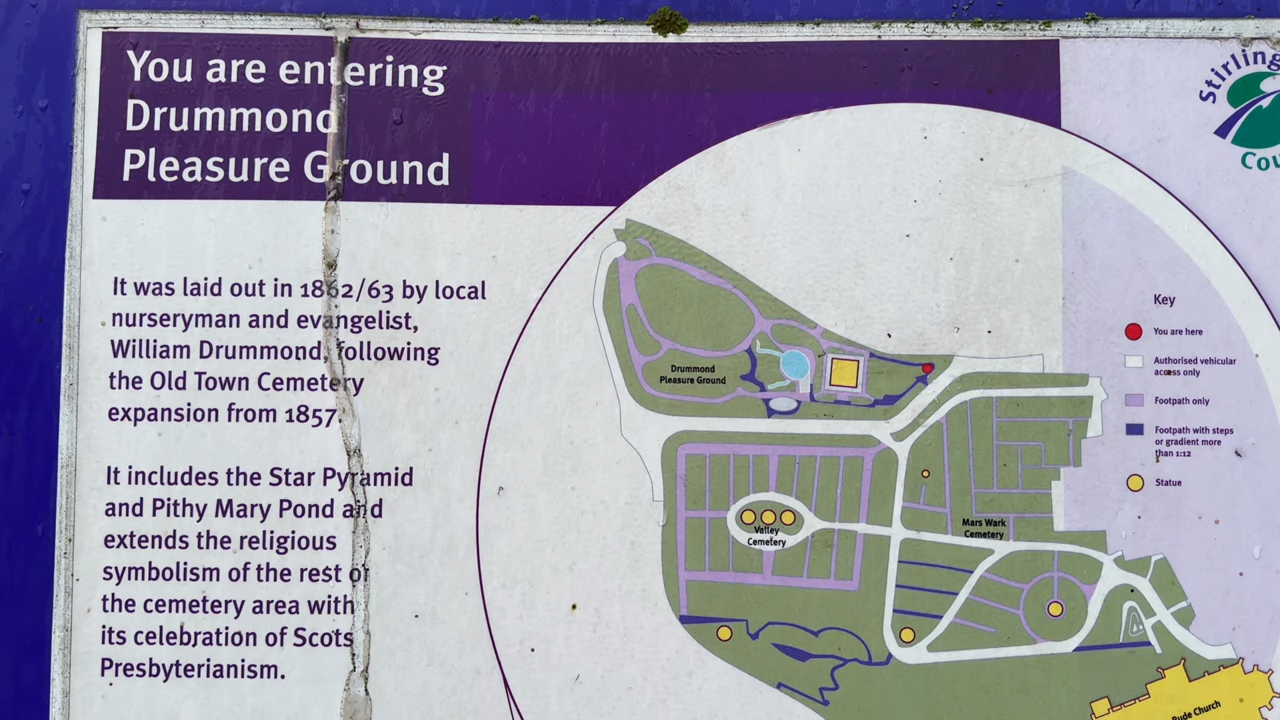 You are entering
Drummond
Pleasure Ground
It was laid out in 1862/63 by local
nurseryman and evangelist,
William Drummond, following
the Old Town Cemetery
expansion from 1857
It includes the Star Pyramid
and Pithy Mary Pond and
extends the religious
symbolism of the rest of
the cemetery area with
its celebration of Scots
Presbyterianism.
Drummond
Pleasure Ground
Valley
Cemetery
Mars Wark
Cemetery
Rude Church
Stirling
Cou
Key
You are here
Authorised vehicular
access only
Footpath only
Footpath with steps
or gradient more
than 1:12
Statue